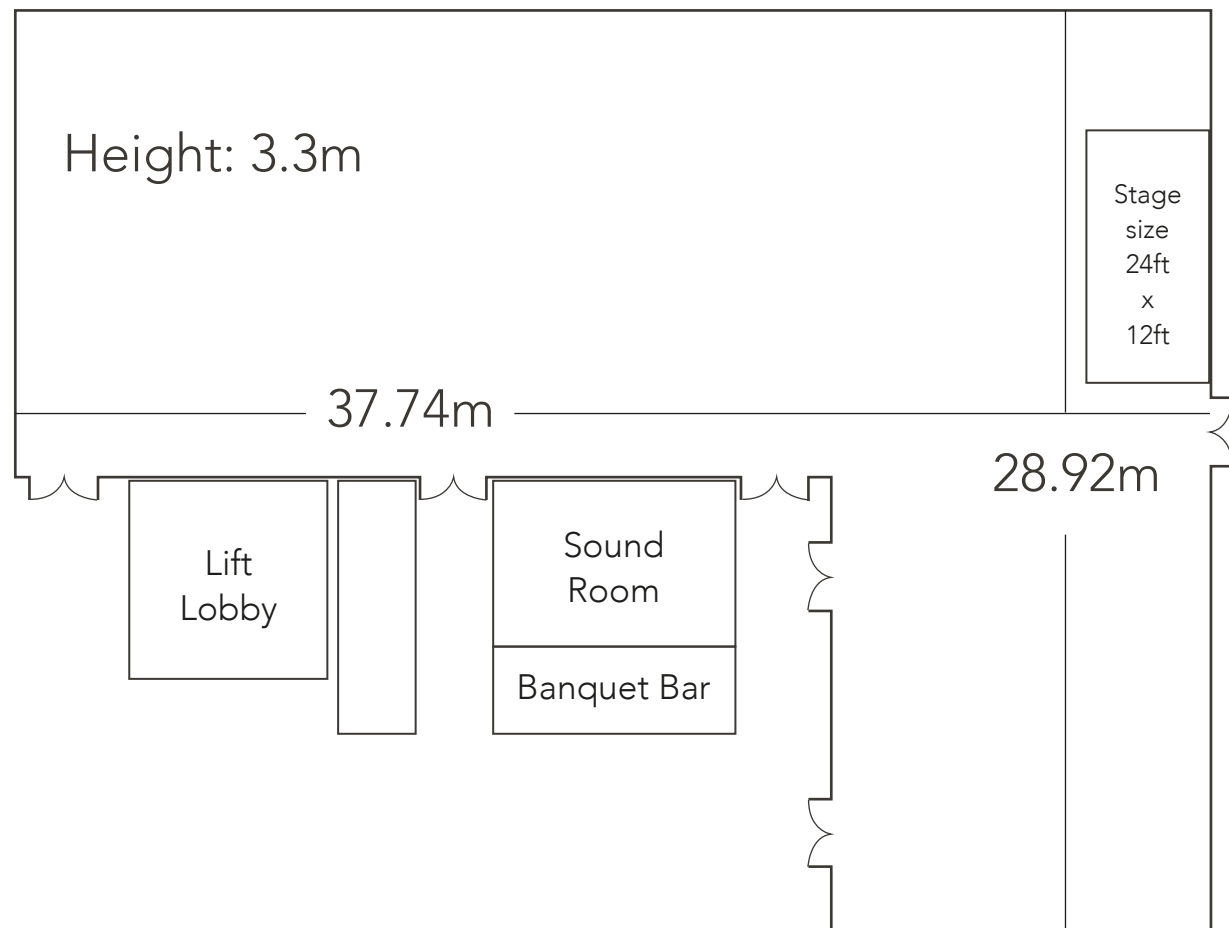 Height: 3.3m
Stage
size
24ft
x
12ft
37.74m
28.92m
Lift
Lobby
Sound
Room
Banquet Bar